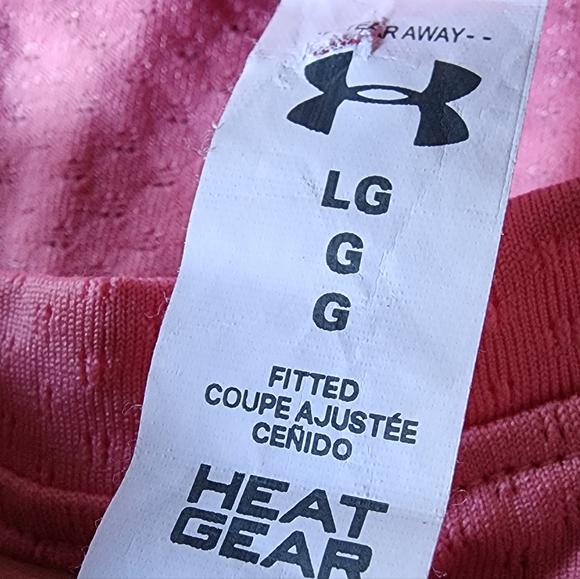 AWAY--
LG
G
G
FITTED
COUPE AJUSTÉE
CEÑIDO
HEAT
GEAR